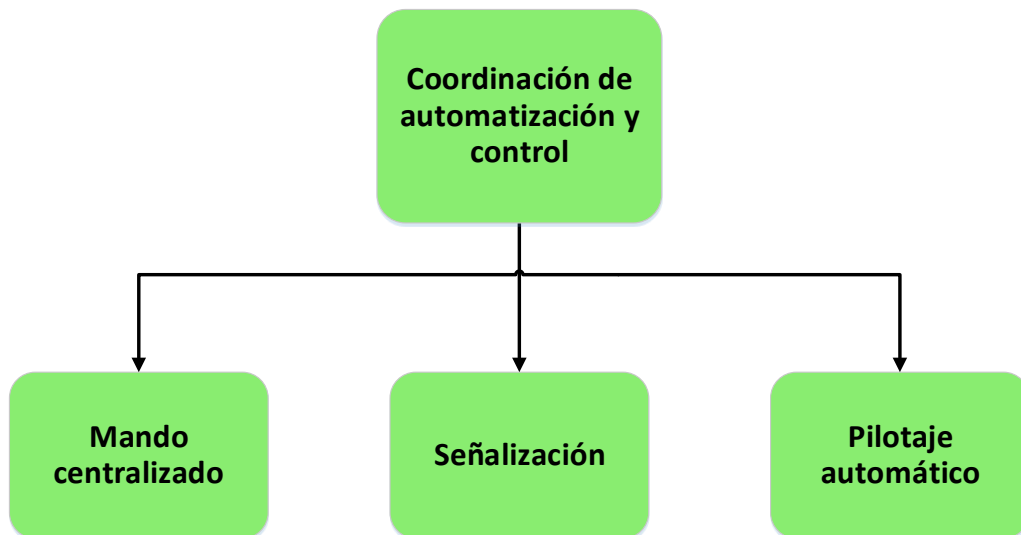 Coordinación de
automatización y
control
Mando
centralizado
Señalización
Pilotaje
automático